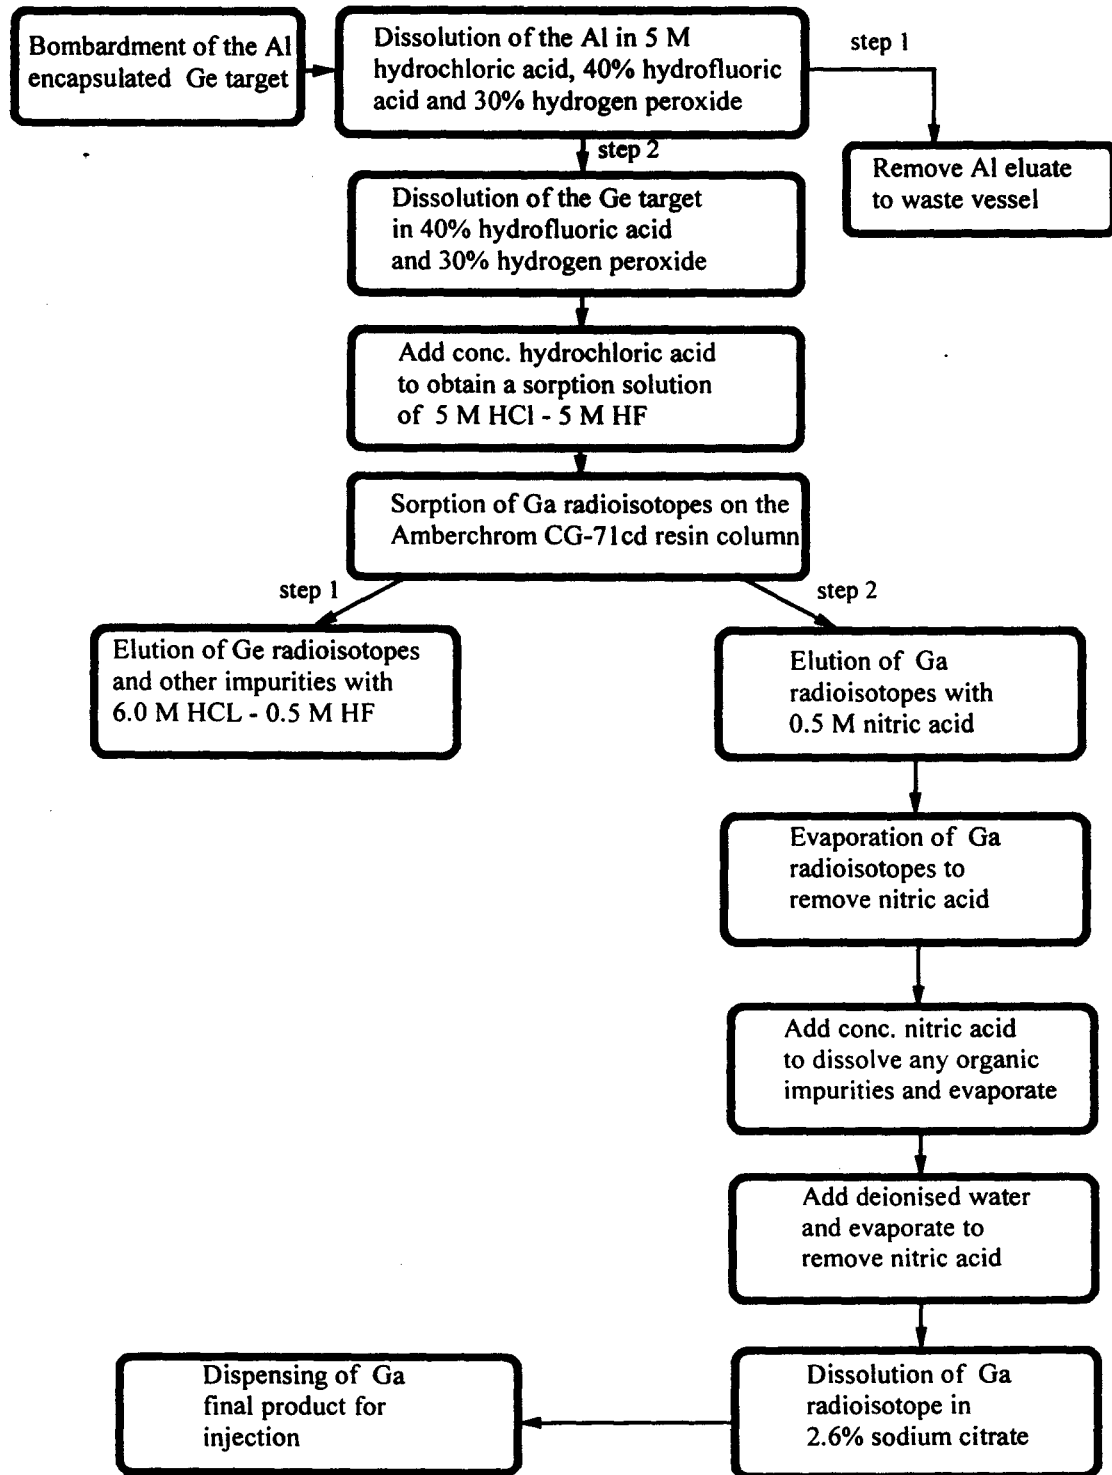 Bombardment of the Al
encapsulated Ge target
Dissolution of the Al in 5 M
hydrochloric acid, 40% hydrofluoric
acid and 30% hydrogen peroxide
step 1
Remove Al eluate
to waste vessel
step 2
Dissolution of the Ge target
in 40% hydrofluoric acid
and 30% hydrogen peroxide
Add conc. hydrochloric acid
to obtain a sorption solution
of 5 M HCl - 5 M HF
Sorption of Ga radioisotopes on the
Amberchrom CG-71cd resin column
step 1
Elution of Ge radioisotopes
and other impurities with
6.0 M HCL - 0.5 M HF
step 2
Elution of Ga
radioisotopes with
0.5 M nitric acid
Evaporation of Ga
radioisotopes to
remove nitric acid
Add conc. nitric acid
to dissolve any organic
impurities and evaporate
Add deionised water
and evaporate to
remove nitric acid
Dissolution of Ga
radioisotope in
2.6% sodium citrate
Dispensing of Ga
final product for
injection